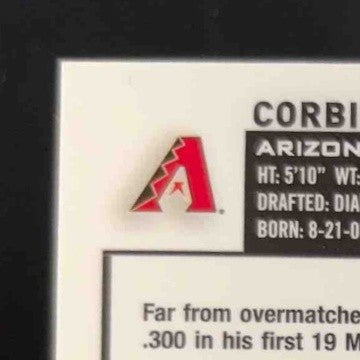 CORBI
ARIZON
HT: 5'10" WT:
DRAFTED: DIA
BORN: 8-21-0
A
Far from overmatche
.300 in his first 19 M